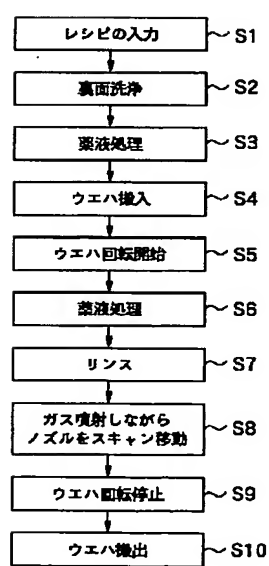 レシピの入力 S1
裏面洗浄 S2
薬液処理 S3
ウエハ搬入 S4
ウエハ回転開始 S5
薬液処理 S6
リンス S7
ガス噴射しながら
ノズルをスキャン移動 S8
ウエハ回転停止 S9
ウエハ搬出 S10